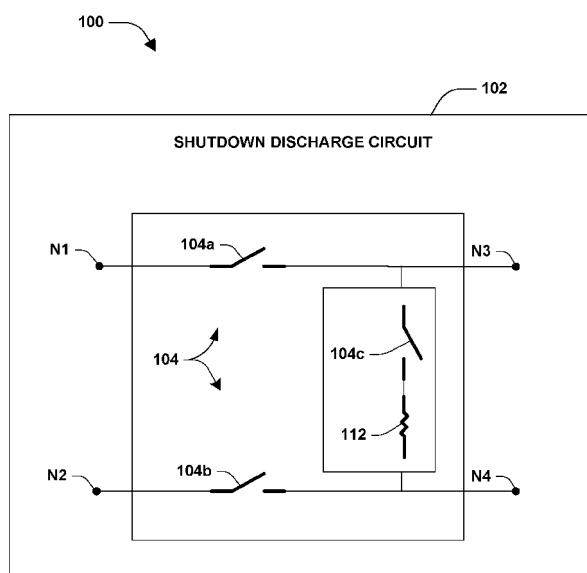 100
102
SHUTDOWN DISCHARGE CIRCUIT
N1
104a
N3
104
104c
112
N2
104b
N4